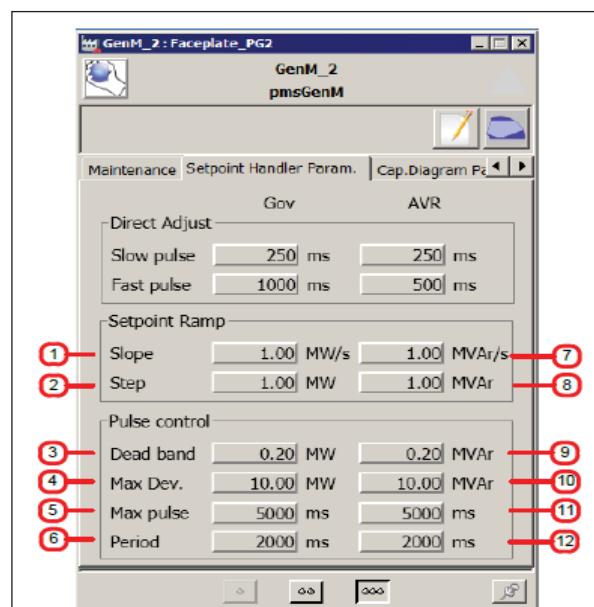 GenM_2 : Faceplate_PG2
GenM_2
pmsGenM
Maintenance Setpoint Handler Param. Cap.Diagram Pa
Gov AVR
Direct Adjust
Slow pulse 250 ms 250 ms
Fast pulse 1000 ms 500 ms
Setpoint Ramp
1 Slope 1.00 MW/s 1.00 MVAr/s 7
2 Step 1.00 MW 1.00 MVAr 8
Pulse control
3 Dead band 0.20 MW 0.20 MVAr 9
4 Max Dev. 10.00 MW 10.00 MVAr 10
5 Max pulse 5000 ms 5000 ms 11
6 Period 2000 ms 2000 ms 12